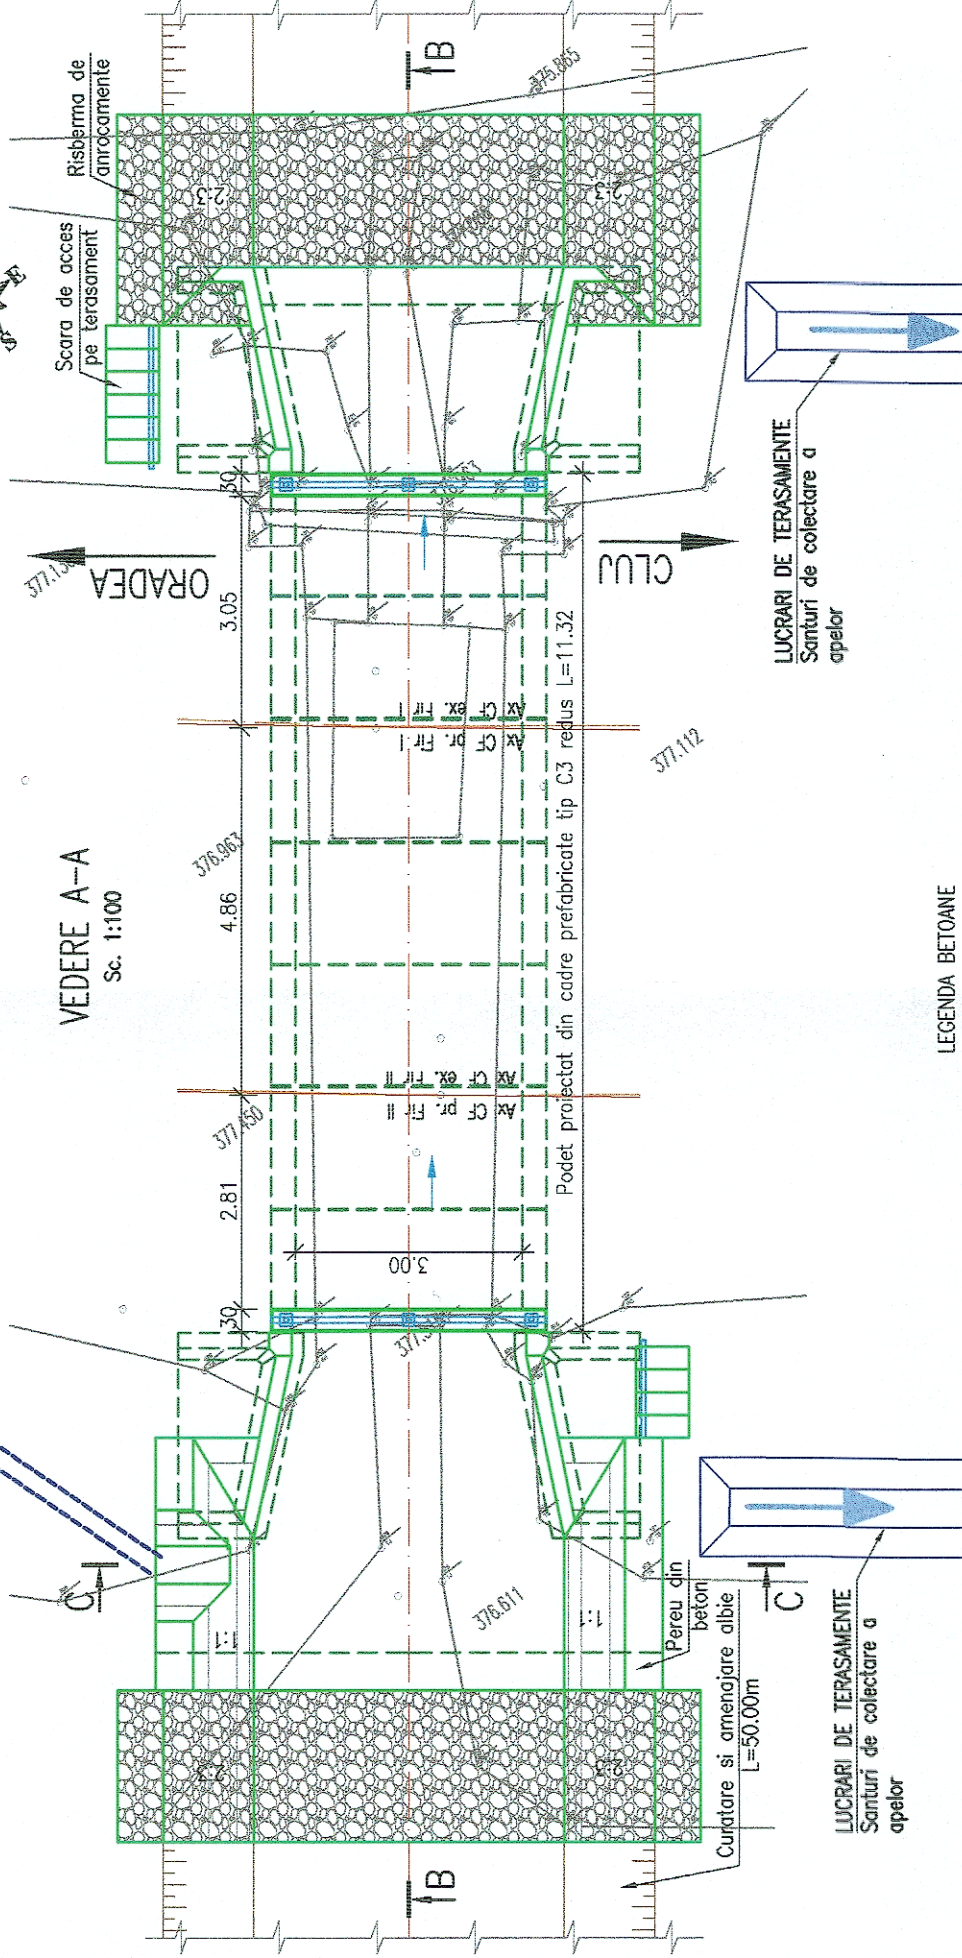 VEDERE A-A
Sc. 1:100
Risberma de
anrocamente
Scara de acces
pe terasament
2:3
2:3
B
375.865
ORADEA
CLUJ
30
3.05
4.86
2.81
30
3.00
376.963
377.450
377.112
376.611
Ax CF ex. Fir I
Ax CF pr. Fir I
Ax CF ex. Fir II
Ax CF pr. Fir II
Podet proiectat din cadre prefabricate tip C3 redus L=11.32
LUCRARI DE TERASAMENTE
Santuri de colectare a
apelor
C
1:1
1:1
C
2:3
2:3
B
Pereu din
beton
Curatare si amenajare albie
L=50.00m
LUCRARI DE TERASAMENTE
Santuri de colectare a
apelor
LEGENDA BETOANE